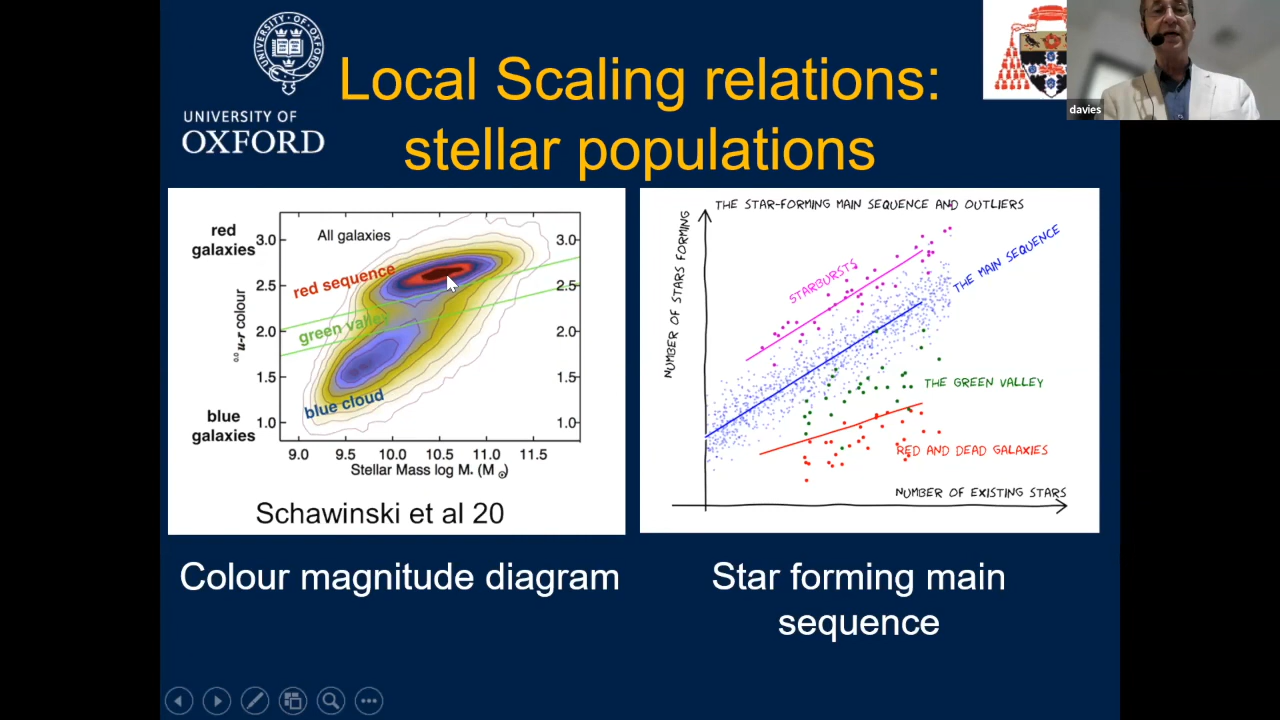 UNIVERSITY OF
OXFORD
Local Scaling relations:
stellar populations
davies
red
galaxies
blue
galaxies
0.0 u-r colour
3.0
2.5
2.0
1.5
1.0
All galaxies
red sequence
green valley
blue cloud
3.0
2.5
2.0
1.5
1.0
9.0 9.5 10.0 10.5 11.0 11.5
Stellar Mass log M* (M⊙)
Schawinski et al 20
Colour magnitude diagram
THE STAR-FORMING MAIN SEQUENCE AND OUTLIERS
NUMBER OF STARS FORMING
STARBURSTS
THE MAIN SEQUENCE
THE GREEN VALLEY
RED AND DEAD GALAXIES
NUMBER OF EXISTING STARS
Star forming main
sequence